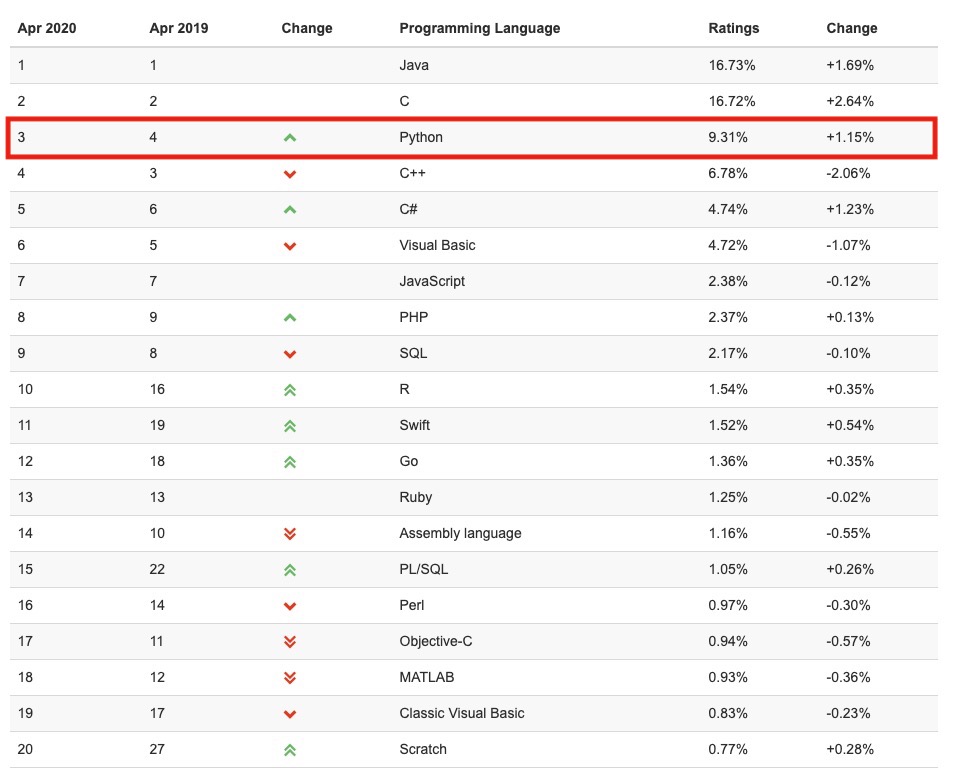 Apr 2020 Apr 2019 Change Programming Language Ratings Change
1 1 Java 16.73% +1.69%
2 2 C 16.72% +2.64%
3 4 Python 9.31% +1.15%
4 3 C++ 6.78% -2.06%
5 6 C# 4.74% +1.23%
6 5 Visual Basic 4.72% -1.07%
7 7 JavaScript 2.38% -0.12%
8 9 PHP 2.37% +0.13%
9 8 SQL 2.17% -0.10%
10 16 R 1.54% +0.35%
11 19 Swift 1.52% +0.54%
12 18 Go 1.36% +0.35%
13 13 Ruby 1.25% -0.02%
14 10 Assembly language 1.16% -0.55%
15 22 PL/SQL 1.05% +0.26%
16 14 Perl 0.97% -0.30%
17 11 Objective-C 0.94% -0.57%
18 12 MATLAB 0.93% -0.36%
19 17 Classic Visual Basic 0.83% -0.23%
20 27 Scratch 0.77% +0.28%